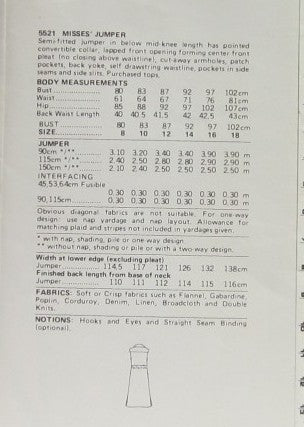 5521 MISSES' JUMPER
Semi-fitted jumper in below mid-knee length has pointed
convertible collar, lapped front opening forming center front
pleat (no closing above waistline), cut-away armholes, patch
pockets, back yoke, self drawstring waistline, pockets in side
seams and side slits. Purchased tops.
BODY MEASUREMENTS
Bust................ 80 83 87 92 97 102cm
Waist............... 61 64 67 71 76 81cm
Hip................. 85 88 92 97 102 107cm
Back Waist Length 40 40.5 41.5 42 42.5 43cm
BUST 80 83 87 92 97 102cm
SIZE................ 8 10 12 14 16 18
JUMPER
90cm */**.......... 3.10 3.20 3.40 3.40 3.90 3.90 m
115cm */**......... 2.40 2.50 2.80 2.80 2.90 2.90 m
150cm */**......... 2.10 2.40 2.50 2.50 2.50 2.50 m
INTERFACING
45,53,64cm Fusible
0.30 0.30 0.30 0.30 0.30 0.30 m
90,115cm............ 0.30 0.30 0.30 0.30 0.30 0.30 m
Obvious diagonal fabrics are not suitable. For one-way
design: use nap yardage and nap layout. Allowance for
matching plaid and stripes not included in yardages given.
* with nap, shading, pile or one-way design.
** without nap, shading or pile or with a two-way design.
Width at lower edge (excluding pleat)
Jumper............... 114.5 117 121 126 132 138cm
Finished back length from base of neck
Jumper............... 110 111 112 114 115 116cm
FABRICS: Soft or Crisp fabrics such as Flannel, Gabardine,
Poplin, Corduroy, Denim, Linen, Broadcloth and Double
Knits.
NOTIONS: Hooks and Eyes and Straight Seam Binding
(optional).